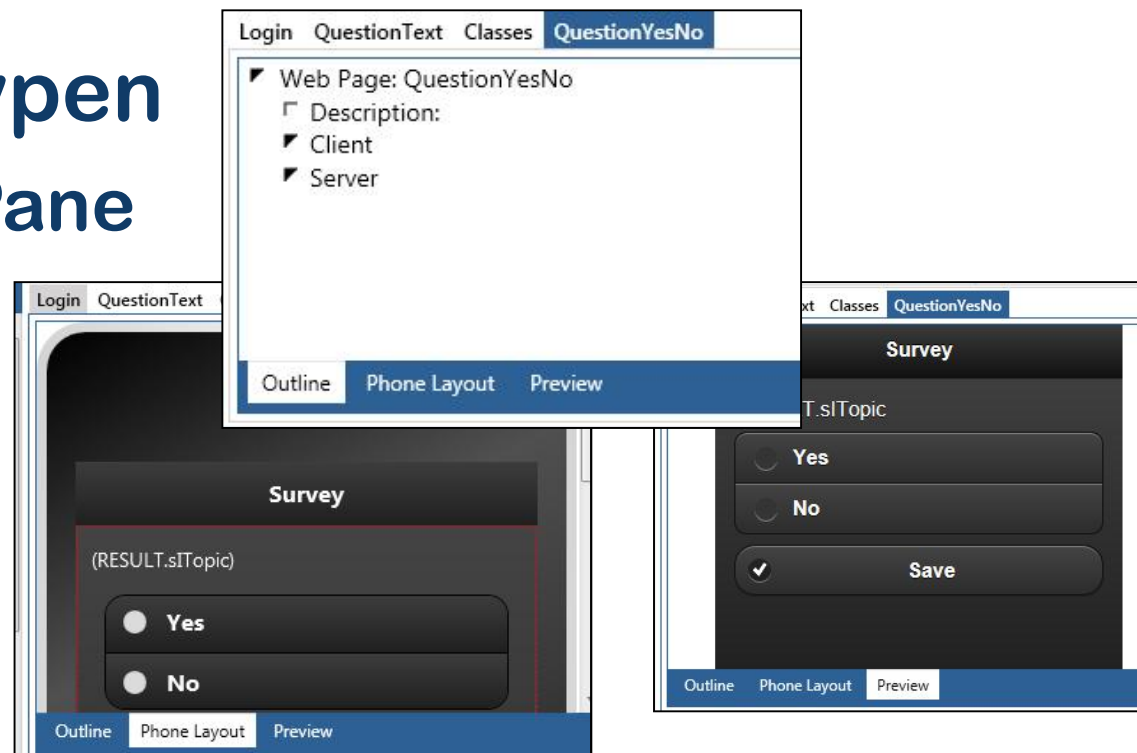 ypen
Pane
Login QuestionText Classes QuestionYesNo
Web Page: QuestionYesNo
Description:
Client
Server
Outline Phone Layout Preview
Login QuestionText
Survey
(RESULT.sITopic)
Yes
No
Outline Phone Layout Preview
xt Classes QuestionYesNo
Survey
T.sITopic
Yes
No
Save
Outline Phone Layout Preview